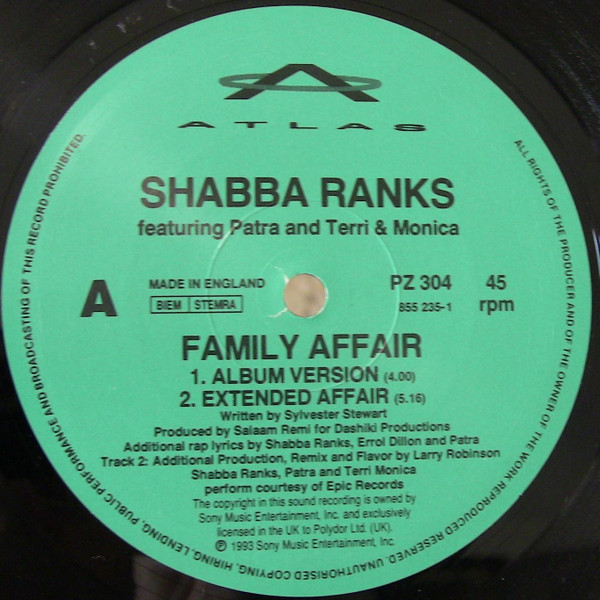 ATLAS
SHABBA RANKS
featuring Patra and Terri & Monica
A
MADE IN ENGLAND
BIEM STEMRA
PZ 304
855 235-1
45
rpm
FAMILY AFFAIR
1. ALBUM VERSION (4.00)
2. EXTENDED AFFAIR (5.16)
Written by Sylvester Stewart
Produced by Salaam Remi for Dashiki Productions
Additional rap lyrics by Shabba Ranks, Errol Dillon and Patra
Track 2: Additional Production, Remix and Flavor by Larry Robinson
Shabba Ranks, Patra and Terri Monica
perform courtesy of Epic Records
The copyright in this sound recording is owned by
Sony Music Entertainment, Inc. and exclusively
licensed in the UK to Polydor Ltd. (UK).
℗ 1993 Sony Music Entertainment, Inc.
ALL RIGHTS OF THE PRODUCER AND OF THE OWNER OF THE WORK REPRODUCED RESERVED. UNAUTHORISED COPYING, HIRING, LENDING, PUBLIC PERFORMANCE AND BROADCASTING OF THIS RECORD PROHIBITED.